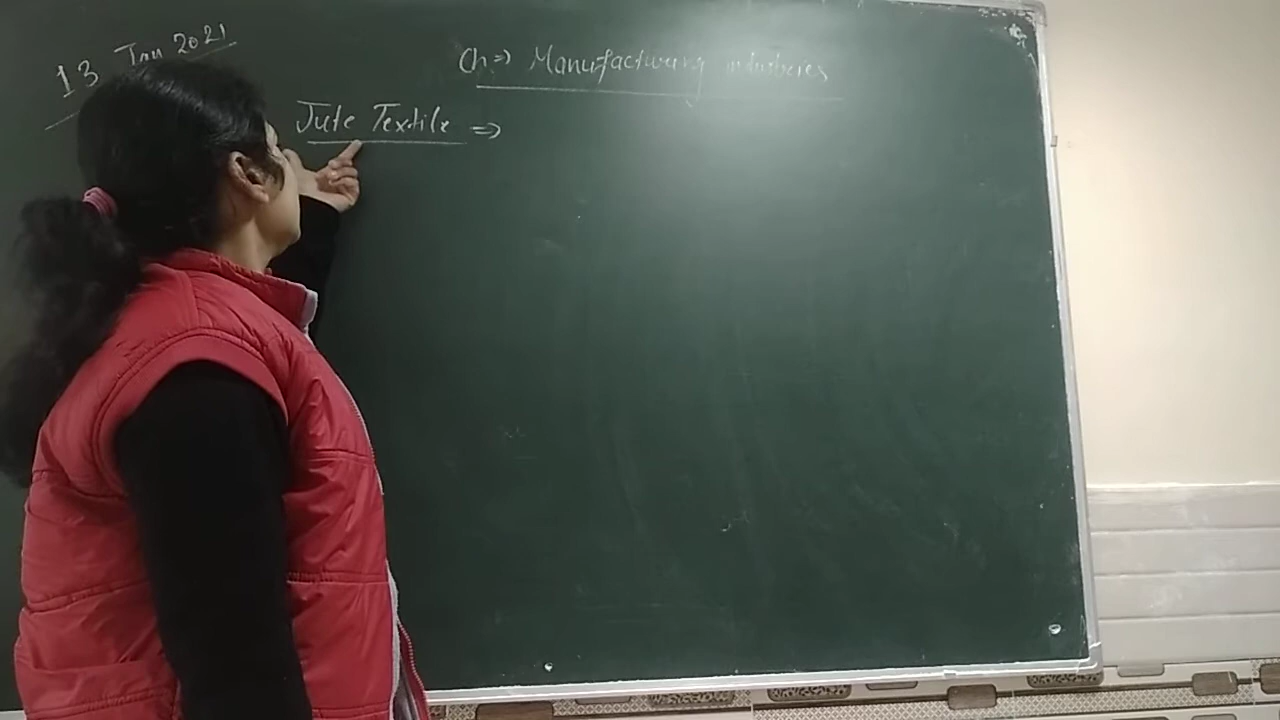 13 Jan 2021
Ch ⇒ Manufacturing industries
Jute Textile ⇒